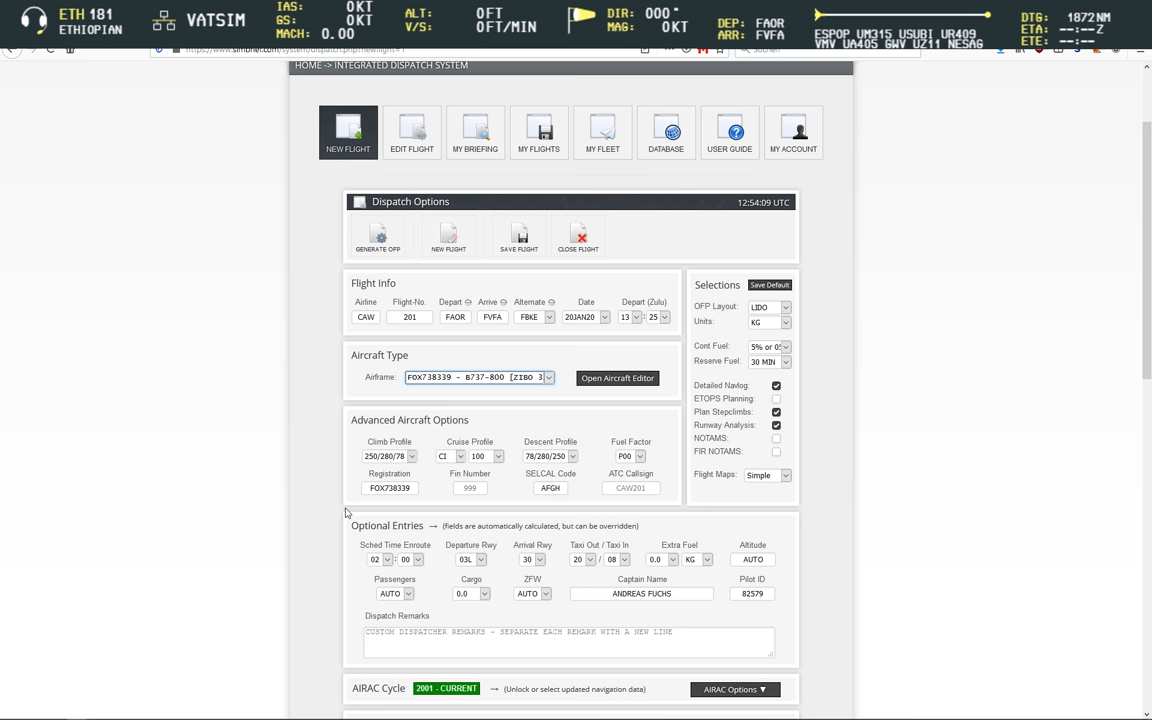 ETH 181
ETHIOPIAN
VATSIM
IAS: 0KT
GS: 0KT
MACH: 0.00
ALT: 0FT
V/S: 0FT/MIN
DIR: 000°
MAG: 0KT
DEP: FAOR
ARR: FVFA
ESPOP UM315 USUBI UR409
VMV UA405 GWV UZ11 NESAG
DTG: 1872NM
ETA: --:--Z
ETE: --:--
HOME -> INTEGRATED DISPATCH SYSTEM
NEW FLIGHT
EDIT FLIGHT
MY BRIEFING
MY FLIGHTS
MY FLEET
DATABASE
USER GUIDE
MY ACCOUNT
Dispatch Options
12:54:09 UTC
GENERATE OFP
NEW FLIGHT
SAVE FLIGHT
CLOSE FLIGHT
Flight Info
Airline Flight-No. Depart Arrive Alternate Date Depart (Zulu)
CAW 201 FAOR FVFA FBKE 20JAN20 13 : 25
Selections Save Default
OFP Layout: LIDO
Units: KG
Cont Fuel: 5% or 0
Reserve Fuel: 30 MIN
Detailed Navlog:
ETOPS Planning:
Plan Stepclimbs:
Runway Analysis:
NOTAMS:
FIR NOTAMS:
Flight Maps: Simple
Aircraft Type
Airframe: FOX738339 - B737-800 [ZIBO 3
Open Aircraft Editor
Advanced Aircraft Options
Climb Profile Cruise Profile Descent Profile Fuel Factor
250/280/78 CI 100 78/280/250 P00
Registration Fin Number SELCAL Code ATC Callsign
FOX738339 999 AFGH CAW201
Optional Entries → (fields are automatically calculated, but can be overridden)
Sched Time Enroute Departure Rwy Arrival Rwy Taxi Out / Taxi In Extra Fuel Altitude
02 : 00 03L 30 20 / 08 0.0 KG AUTO
Passengers Cargo ZFW Captain Name Pilot ID
AUTO 0.0 AUTO ANDREAS FUCHS 82579
Dispatch Remarks
CUSTOM DISPATCHER REMARKS - SEPARATE EACH REMARK WITH A NEW LINE
AIRAC Cycle 2001 - CURRENT → (Unlock or select updated navigation data) AIRAC Options ▼